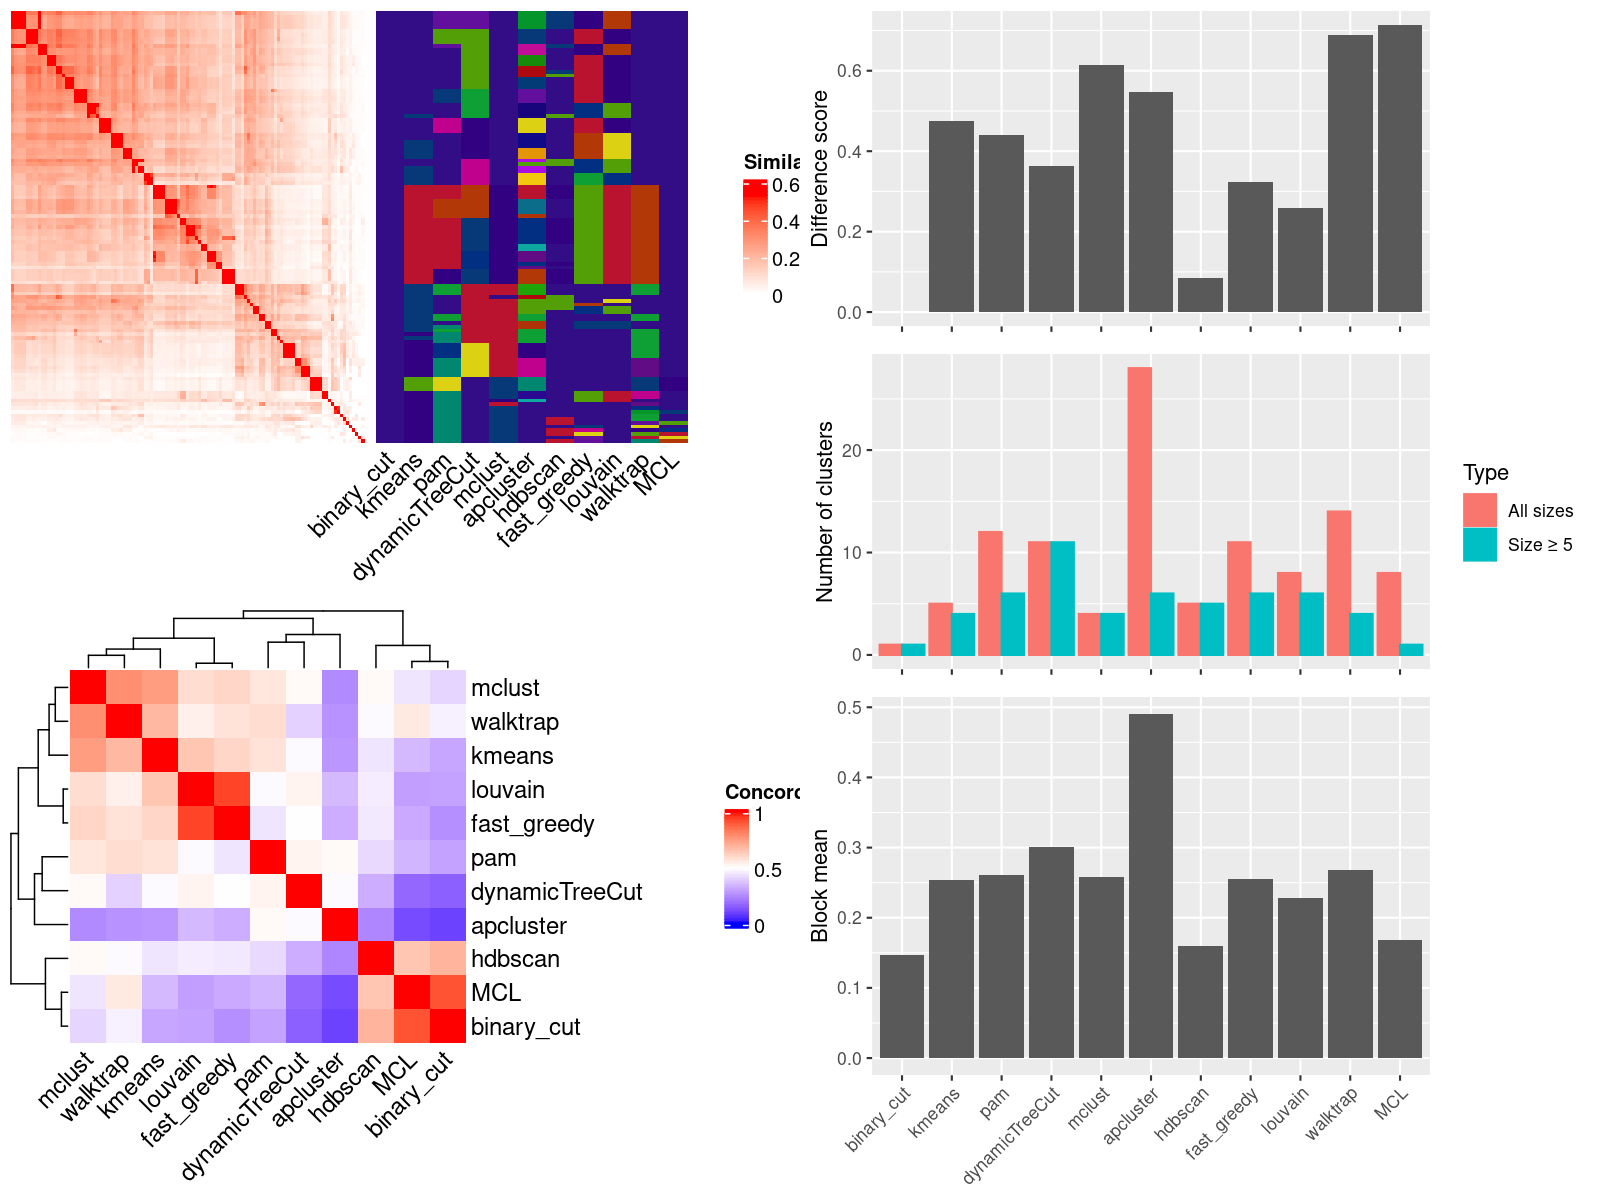 Simila
0.6
0.4
0.2
0
binary_cut
kmeans
pam
dynamicTreeCut
mclust
apcluster
hdbscan
fast_greedy
louvain
walktrap
MCL
mclust
walktrap
kmeans
louvain
fast_greedy
pam
dynamicTreeCut
apcluster
hdbscan
MCL
binary_cut
mclust
walktrap
kmeans
louvain
fast_greedy
pam
dynamicTreeCut
apcluster
hdbscan
MCL
binary_cut
Concord
1
0.5
0
Difference score
0.6
0.4
0.2
0.0
Number of clusters
20
10
0
Type
All sizes
Size ≥ 5
Block mean
0.5
0.4
0.3
0.2
0.1
0.0
binary_cut
kmeans
pam
dynamicTreeCut
mclust
apcluster
hdbscan
fast_greedy
louvain
walktrap
MCL